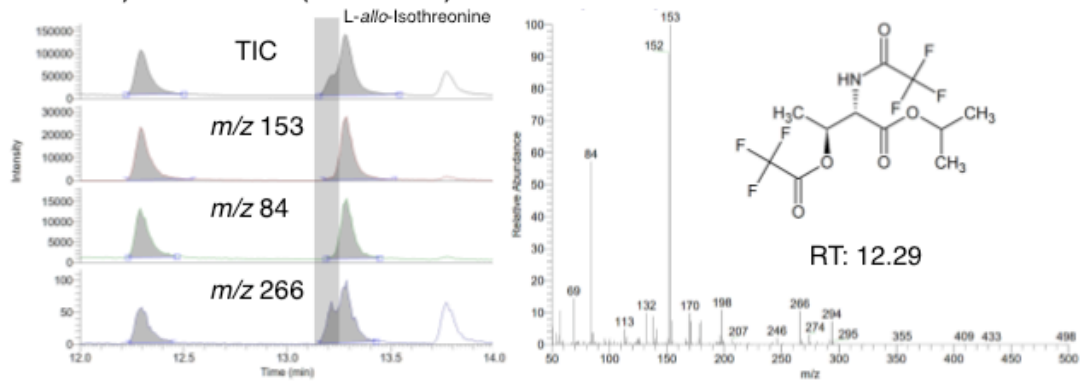 L-allo-Isothreonine
TIC
150000
100000
50000
0
m/z 153
30000
20000
10000
0
m/z 84
15000
10000
5000
0
m/z 266
100
50
0
Intensity
12.0 12.5 13.0 13.5 14.0
Time (min)
Relative Abundance
100
90
80
70
60
50
40
30
20
10
0
153
152
84
69
113
132
170
198
207
246
266
274
294
295
355
409
433
498
50 100 150 200 250 300 350 400 450 500
m/z
O
F
HN
F
F
H₃C
O
CH₃
O
CH₃
F
F
F
O
O
RT: 12.29